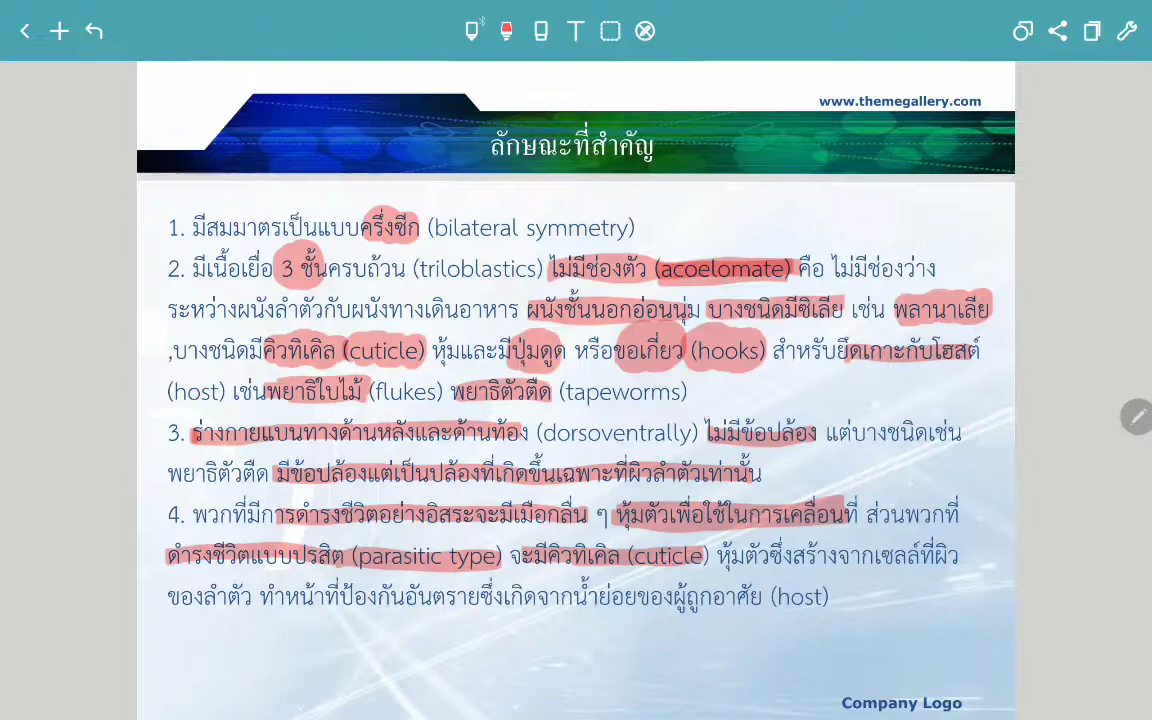 www.themegallery.com
ลักษณะที่สำคัญ
1. มีสมมาตรเป็นแบบครึ่งซีก (bilateral symmetry)
2. มีเนื้อเยื่อ 3 ชั้นครบถ้วน (triloblastics) ไม่มีช่องตัว (acoelomate) คือ ไม่มีช่องว่าง
ระหว่างผนังลำตัวกับผนังทางเดินอาหาร ผนังชั้นนอกอ่อนนุ่ม บางชนิดมีซิเลีย เช่น พลานาเลีย
,บางชนิดมีคิวทิเคิล (cuticle) หุ้มและมีปุ่มดูด หรือขอเกี่ยว (hooks) สำหรับยึดเกาะกับโฮสต์
(host) เช่นพยาธิใบไม้ (flukes) พยาธิตัวตืด (tapeworms)
3. ร่างกายแบนทางด้านหลังและด้านท้อง (dorsoventrally) ไม่มีข้อปล้อง แต่บางชนิดเช่น
พยาธิตัวตืด มีข้อปล้องแต่เป็นปล้องที่เกิดขึ้นเฉพาะที่ผิวลำตัวเท่านั้น
4. พวกที่มีการดำรงชีวิตอย่างอิสระจะมีเมือกลื่น ๆ หุ้มตัวเพื่อใช้ในการเคลื่อนที่ ส่วนพวกที่
ดำรงชีวิตแบบปรสิต (parasitic type) จะมีคิวทิเคิล (cuticle) หุ้มตัวซึ่งสร้างจากเซลล์ที่ผิว
ของลำตัว ทำหน้าที่ป้องกันอันตรายซึ่งเกิดจากน้ำย่อยของผู้ถูกอาศัย (host)
Company Logo